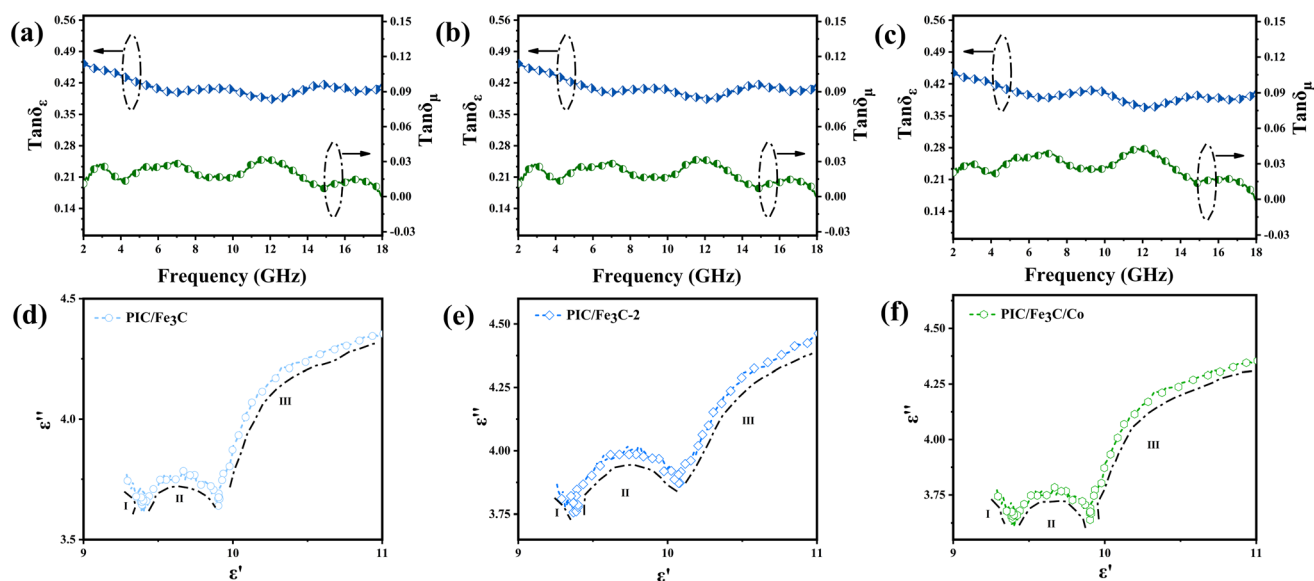 (a)
0.56
0.49
0.42
0.35
0.28
0.21
0.14
Tanδε
0.15
0.12
0.09
0.06
0.03
0.00
-0.03
Tanδμ
2 4 6 8 10 12 14 16 18
Frequency (GHz)
(b)
0.56
0.49
0.42
0.35
0.28
0.21
0.14
Tanδε
0.15
0.12
0.09
0.06
0.03
0.00
-0.03
Tanδμ
2 4 6 8 10 12 14 16 18
Frequency (GHz)
(c)
0.56
0.49
0.42
0.35
0.28
0.21
0.14
Tanδε
0.15
0.12
0.09
0.06
0.03
0.00
-0.03
Tanδμ
2 4 6 8 10 12 14 16 18
Frequency (GHz)
(d)
PIC/Fe3C
4.5
4.0
3.5
ε''
I
II
III
9 10 11
ε'
(e)
PIC/Fe3C-2
4.50
4.25
4.00
3.75
ε''
I
II
III
9 10 11
ε'
(f)
PIC/Fe3C/Co
4.50
4.25
4.00
3.75
ε''
I
II
III
9 10 11
ε'